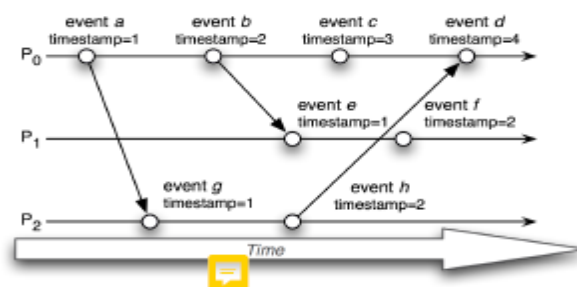 event a
timestamp=1
event b
timestamp=2
event c
timestamp=3
event d
timestamp=4
P0
event e
timestamp=1
event f
timestamp=2
P1
event g
timestamp=1
event h
timestamp=2
P2
Time